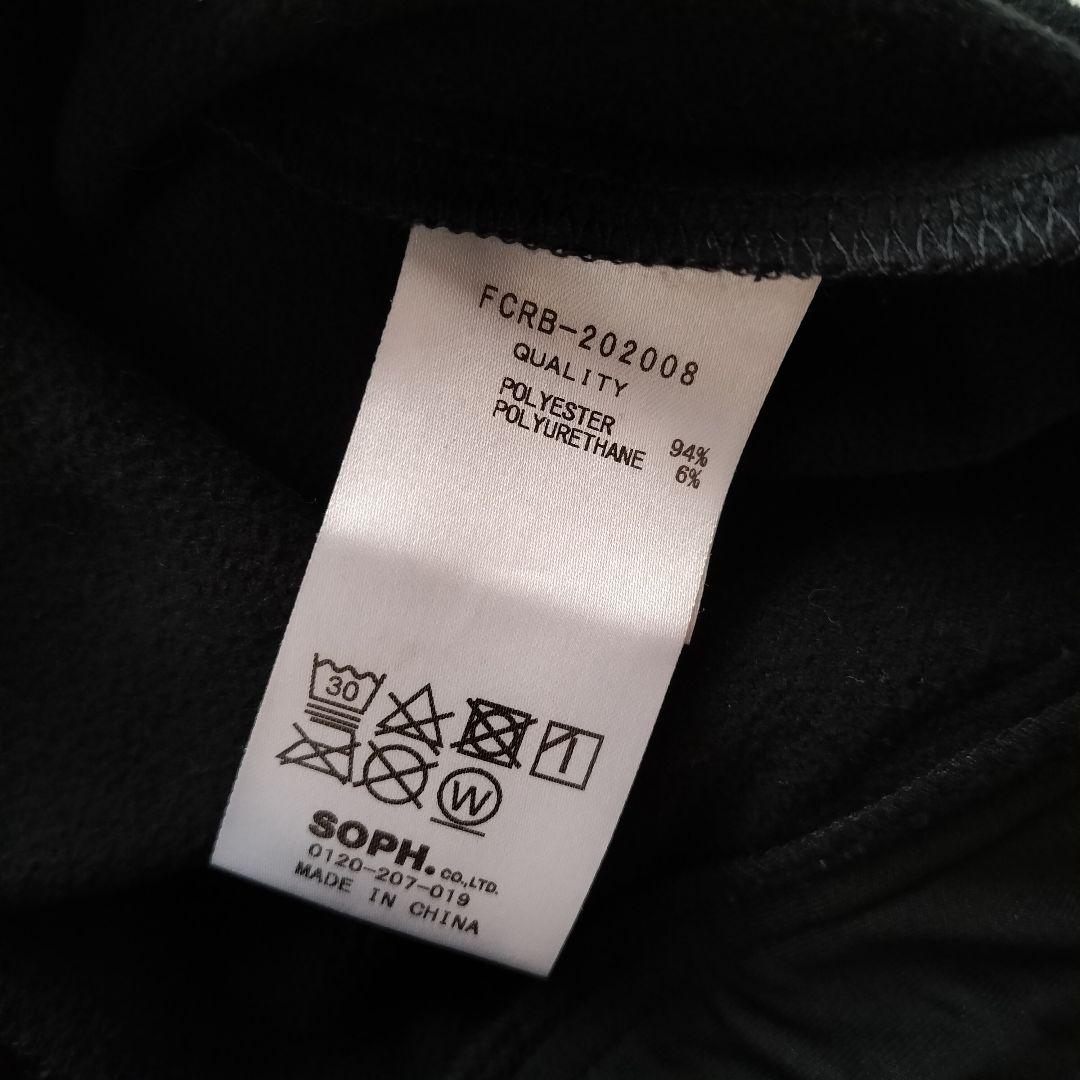 FCRB-202008
QUALITY
POLYESTER 94%
POLYURETHANE 6%
30
W
SOPH. CO.,LTD.
0120-207-019
MADE IN CHINA